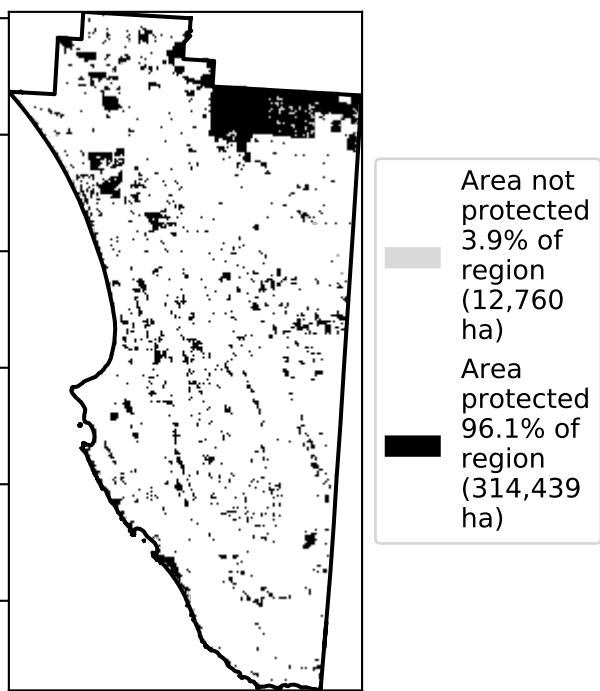 Area not
protected
3.9% of
region
(12,760
ha)
Area
protected
96.1% of
region
(314,439
ha)